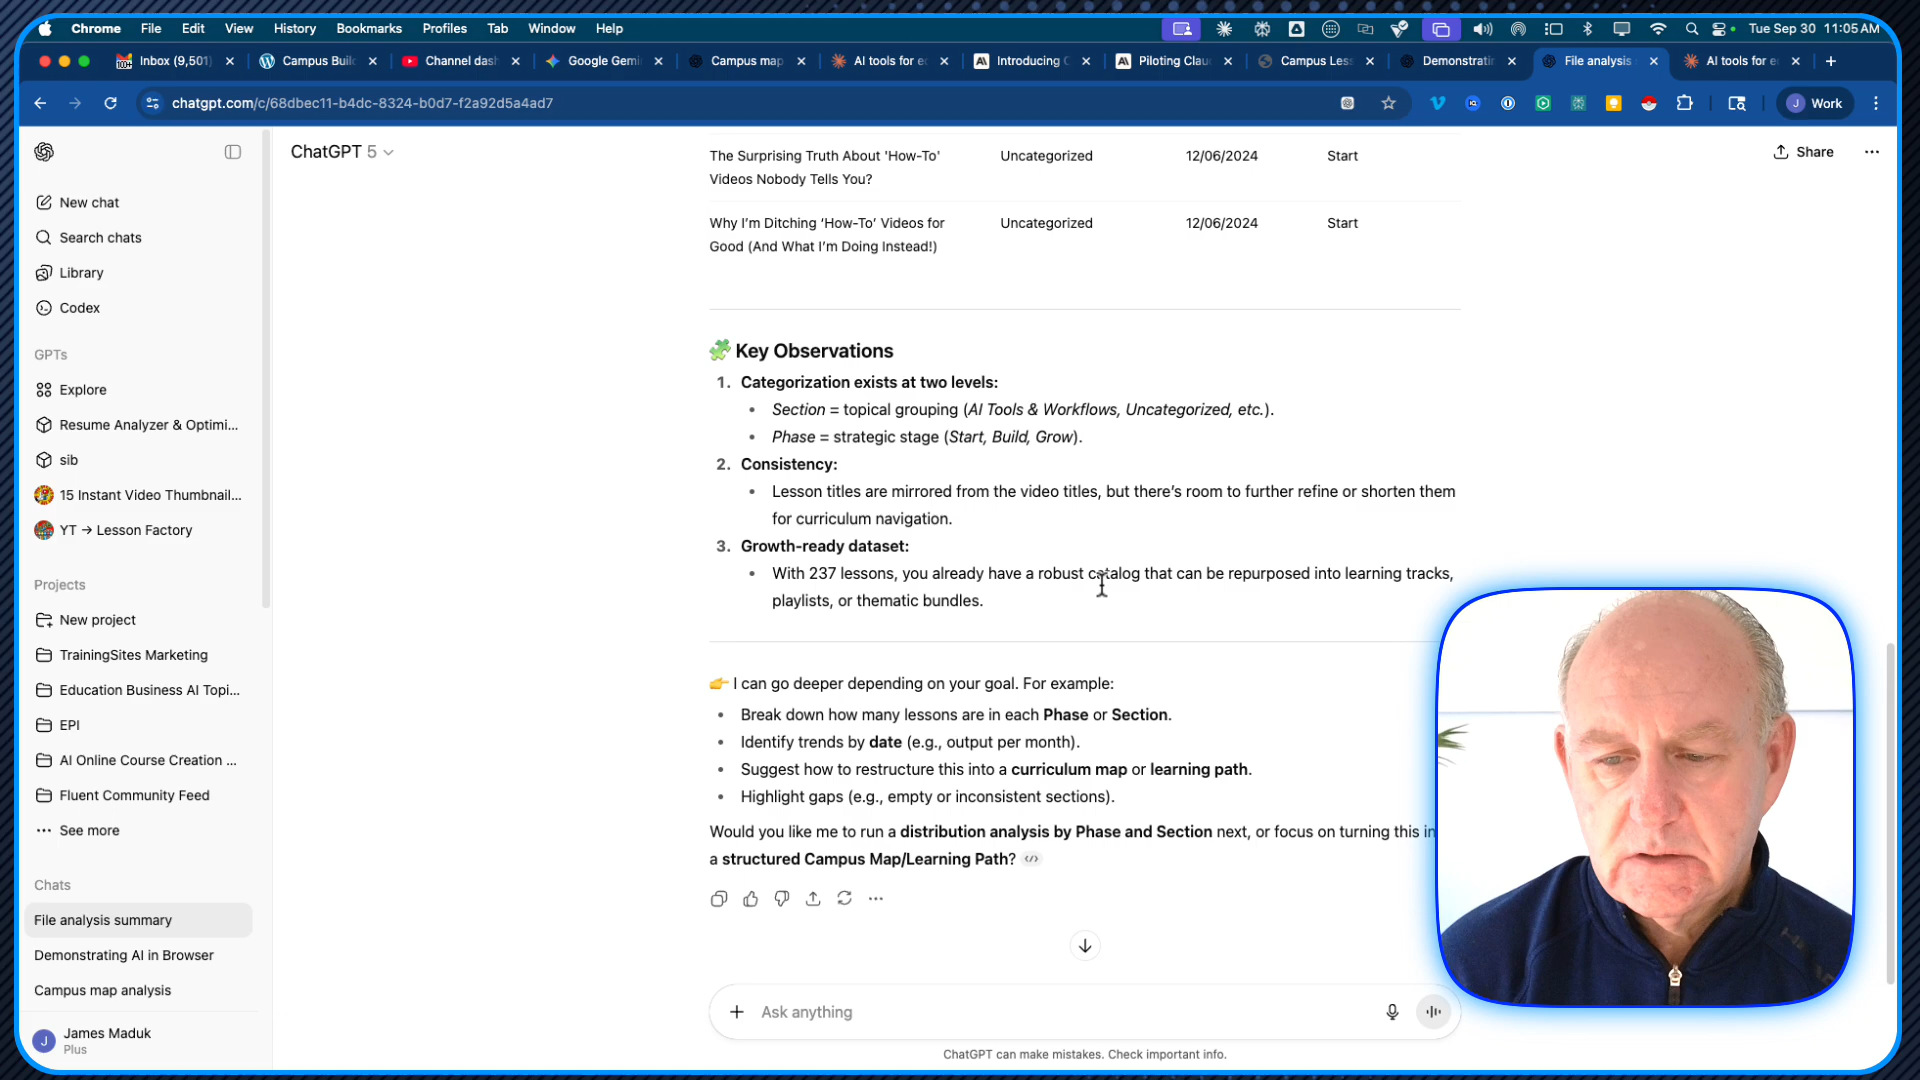 Chrome File Edit View History Bookmarks Profiles Tab Window Help Tue Sep 30 11:05 AM
100+ Inbox (9,501) Campus Buil Channel das Google Gemi Campus map AI tools for e Introducing Piloting Clau Campus Les Demonstrati File analysis AI tools for e
chatgpt.com/c/68dbec11-b4dc-8324-b0d7-f2a92d5a4ad7
J Work
ChatGPT 5
Share
New chat
Search chats
Library
Codex
GPTs
Explore
Resume Analyzer & Optimi...
sib
15 Instant Video Thumbnail...
YT → Lesson Factory
Projects
New project
TrainingSites Marketing
Education Business AI Topi...
EPI
AI Online Course Creation ...
Fluent Community Feed
See more
Chats
File analysis summary
Demonstrating AI in Browser
Campus map analysis
J James Maduk
Plus
The Surprising Truth About 'How-To' Uncategorized 12/06/2024 Start
Videos Nobody Tells You?
Why I'm Ditching ‘How-To’ Videos for Uncategorized 12/06/2024 Start
Good (And What I'm Doing Instead!)
Key Observations
1. Categorization exists at two levels:
• Section = topical grouping (AI Tools & Workflows, Uncategorized, etc.).
• Phase = strategic stage (Start, Build, Grow).
2. Consistency:
• Lesson titles are mirrored from the video titles, but there's room to further refine or shorten them
for curriculum navigation.
3. Growth-ready dataset:
• With 237 lessons, you already have a robust catalog that can be repurposed into learning tracks,
playlists, or thematic bundles.
👉 I can go deeper depending on your goal. For example:
• Break down how many lessons are in each Phase or Section.
• Identify trends by date (e.g., output per month).
• Suggest how to restructure this into a curriculum map or learning path.
• Highlight gaps (e.g., empty or inconsistent sections).
Would you like me to run a distribution analysis by Phase and Section next, or focus on turning this in
a structured Campus Map/Learning Path?
Ask anything
ChatGPT can make mistakes. Check important info.